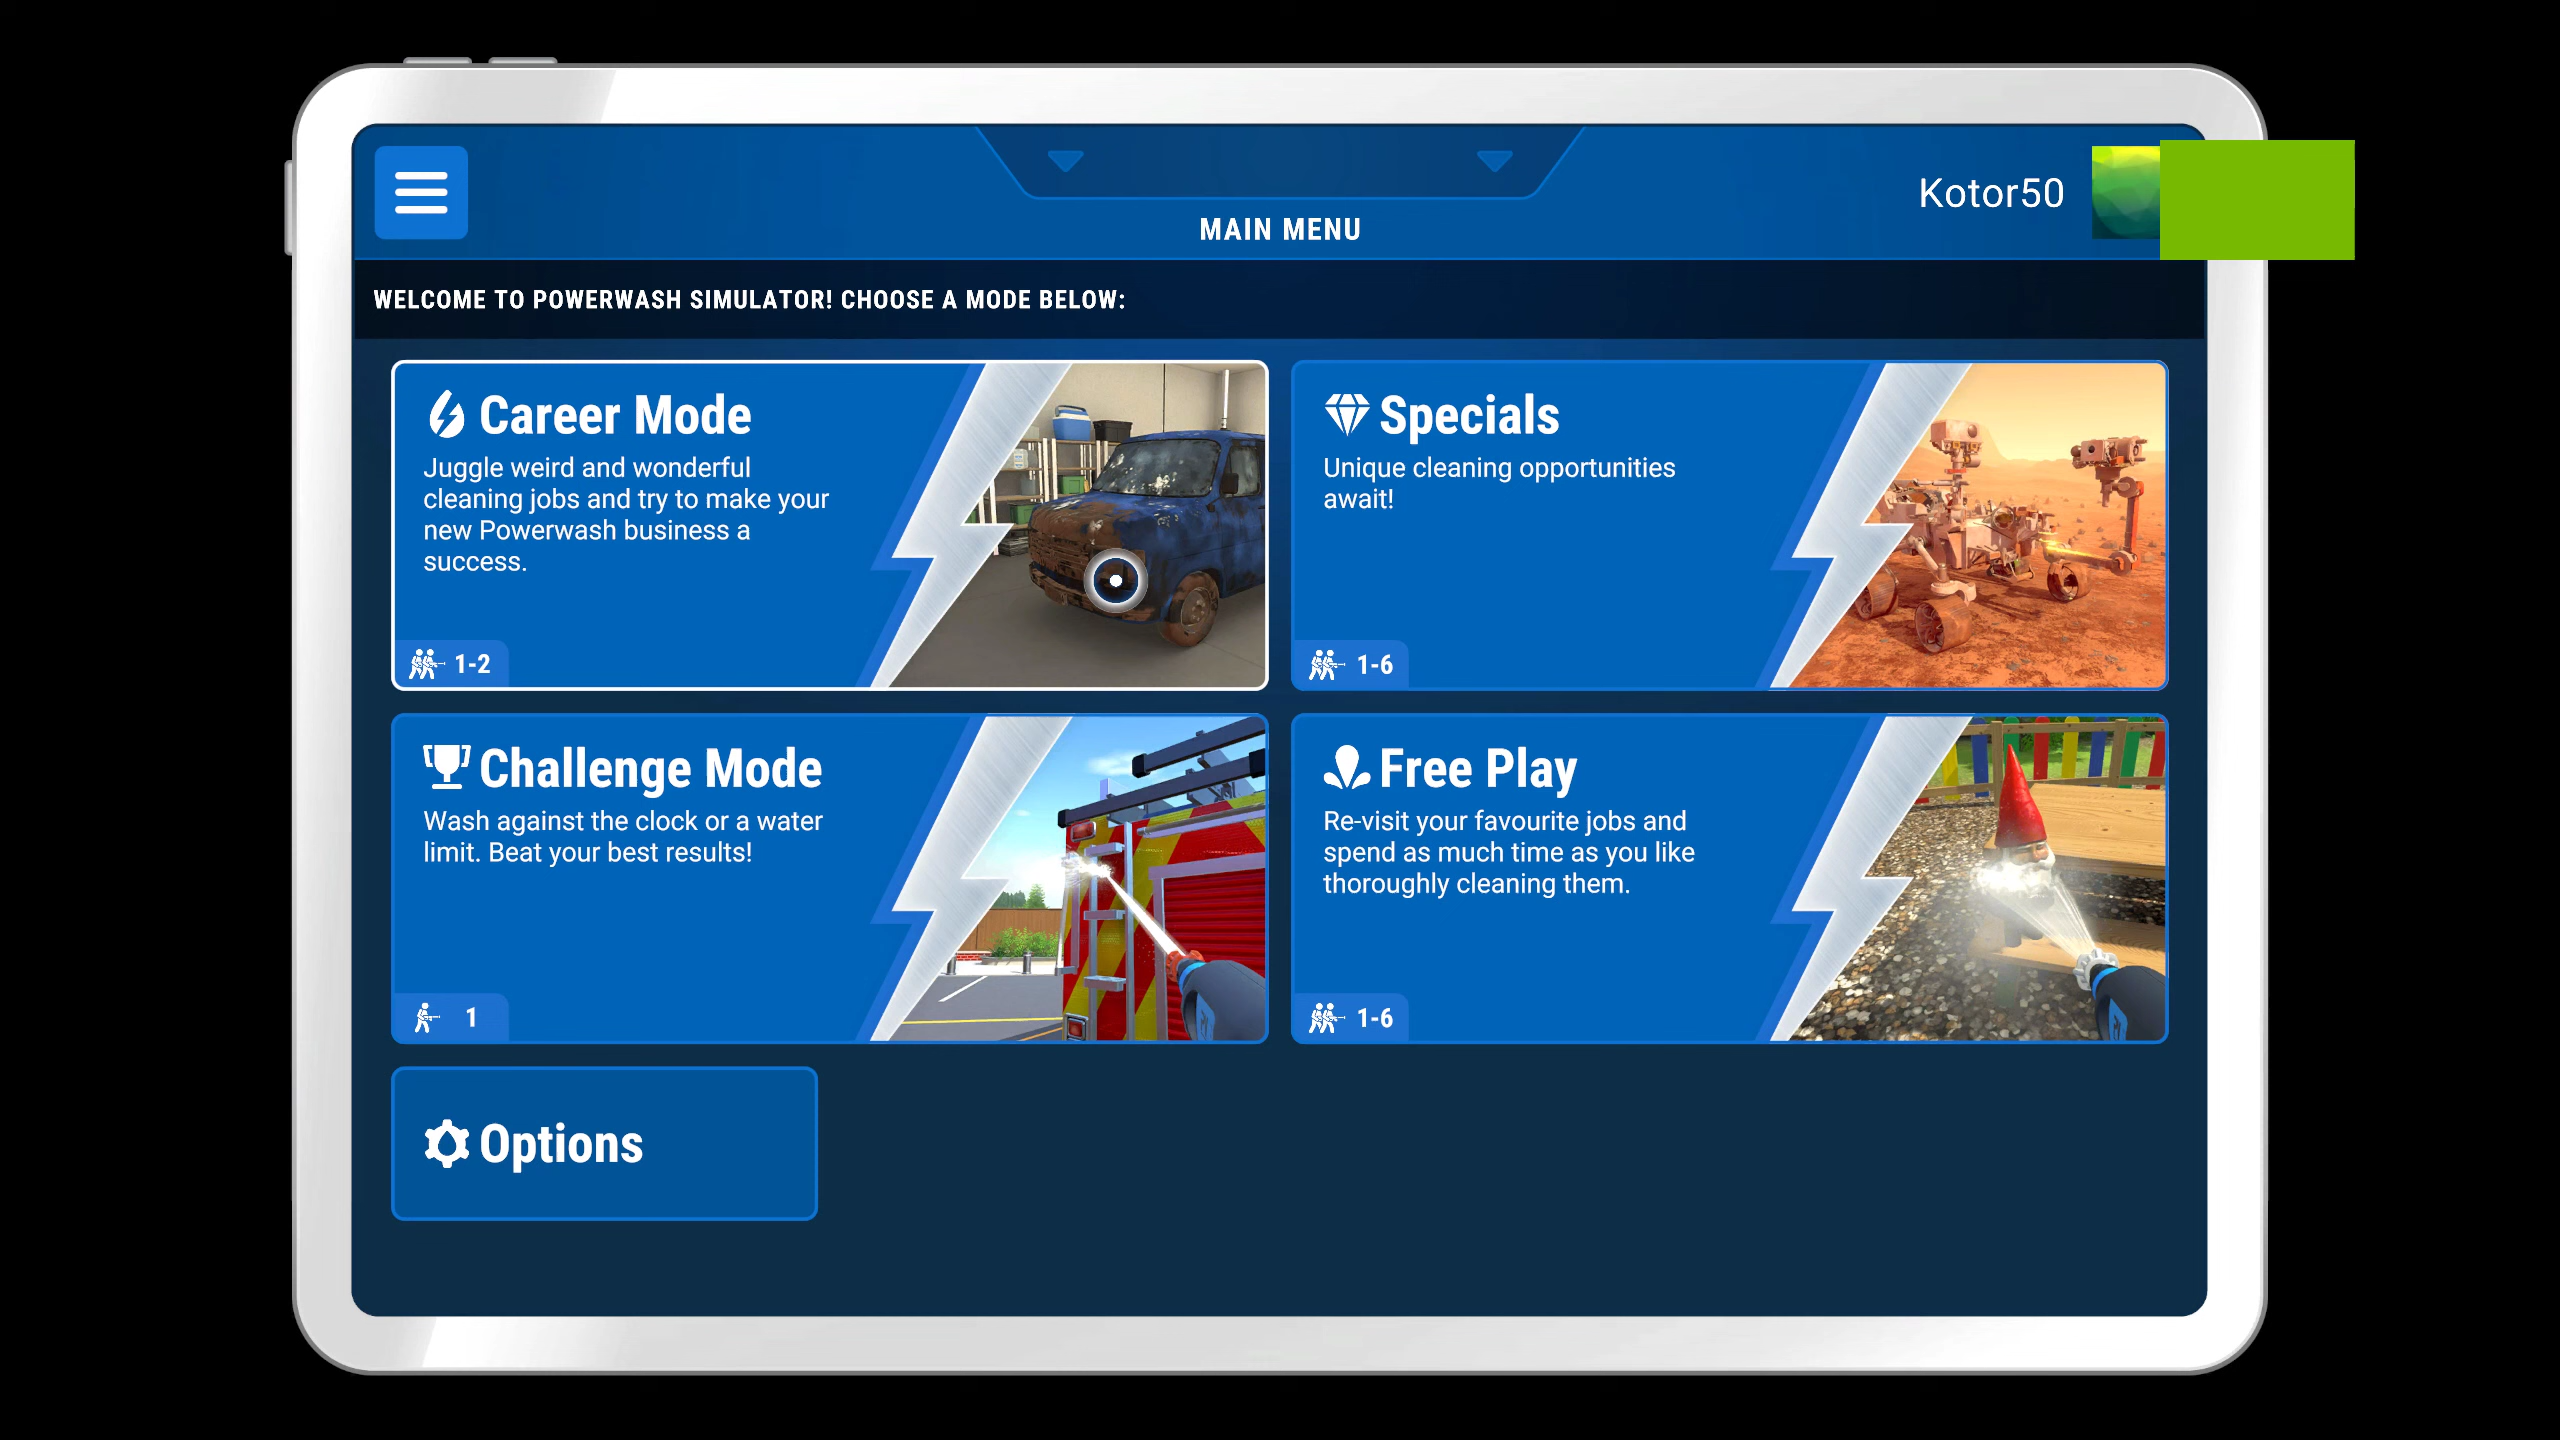 Kotor50
MAIN MENU
WELCOME TO POWERWASH SIMULATOR! CHOOSE A MODE BELOW:
Career Mode
Juggle weird and wonderful
cleaning jobs and try to make your
new Powerwash business a
success.
1-2
Specials
Unique cleaning opportunities
await!
1-6
Challenge Mode
Wash against the clock or a water
limit. Beat your best results!
1
Free Play
Re-visit your favourite jobs and
spend as much time as you like
thoroughly cleaning them.
1-6
Options